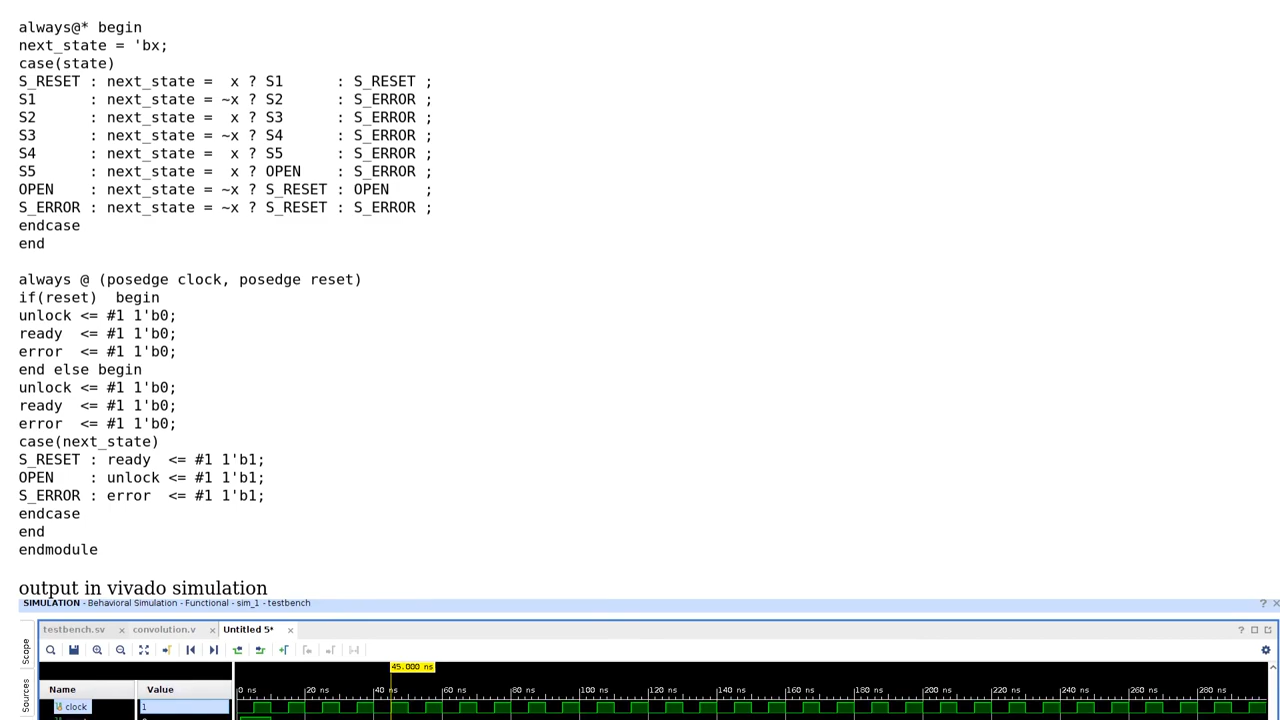 always@* begin
next_state = 'bx;
case(state)
S_RESET : next_state =  x ? S1      : S_RESET ;
S1      : next_state = ~x ? S2      : S_ERROR ;
S2      : next_state =  x ? S3      : S_ERROR ;
S3      : next_state = ~x ? S4      : S_ERROR ;
S4      : next_state =  x ? S5      : S_ERROR ;
S5      : next_state =  x ? OPEN    : S_ERROR ;
OPEN    : next_state = ~x ? S_RESET : OPEN    ;
S_ERROR : next_state = ~x ? S_RESET : S_ERROR ;
endcase
end
always @ (posedge clock, posedge reset)
if(reset)  begin
unlock <= #1 1'b0;
ready  <= #1 1'b0;
error  <= #1 1'b0;
end else begin
unlock <= #1 1'b0;
ready  <= #1 1'b0;
error  <= #1 1'b0;
case(next_state)
S_RESET : ready  <= #1 1'b1;
OPEN    : unlock <= #1 1'b1;
S_ERROR : error  <= #1 1'b1;
endcase
end
endmodule
output in vivado simulation
SIMULATION - Behavioral Simulation - Functional - sim_1 - testbench
testbench.sv convolution.v Untitled 5*
Scope
Sources
45.000 ns
Name Value
0 ns 20 ns 40 ns 60 ns 80 ns 100 ns 120 ns 140 ns 160 ns 180 ns 200 ns 220 ns 240 ns 260 ns 280 ns
clock 1